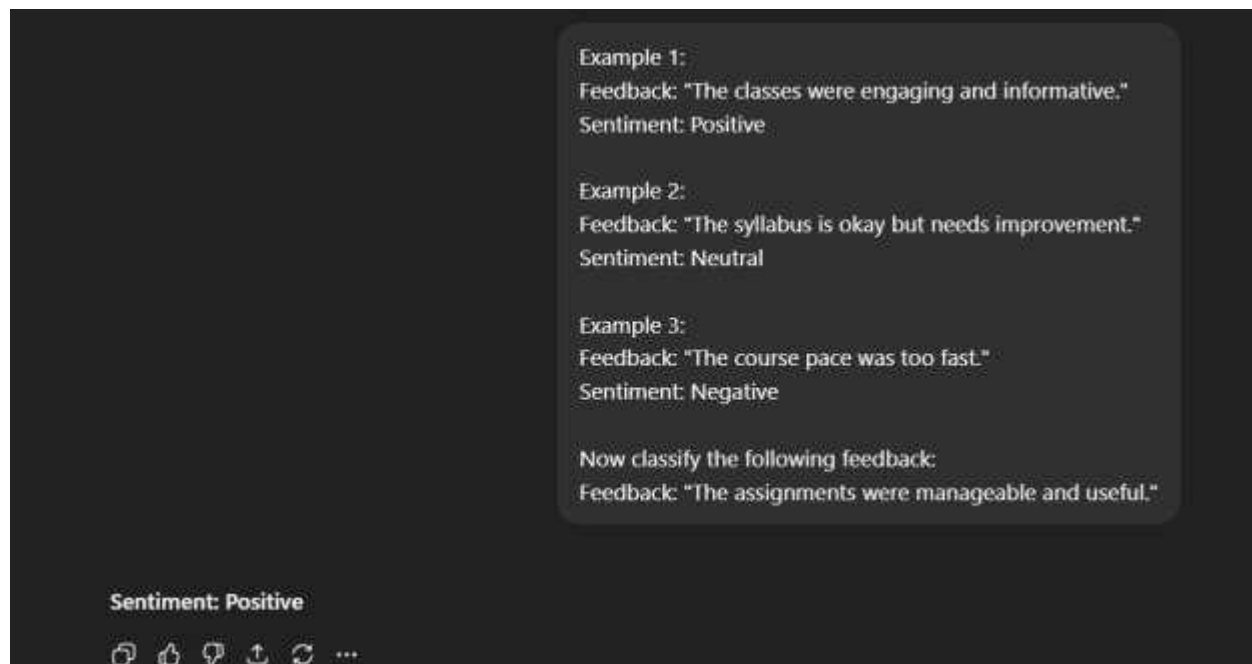 Example 1:
Feedback: "The classes were engaging and informative."
Sentiment: Positive
Example 2:
Feedback: "The syllabus is okay but needs improvement."
Sentiment: Neutral
Example 3:
Feedback: "The course pace was too fast."
Sentiment: Negative
Now classify the following feedback:
Feedback: "The assignments were manageable and useful."
Sentiment: Positive